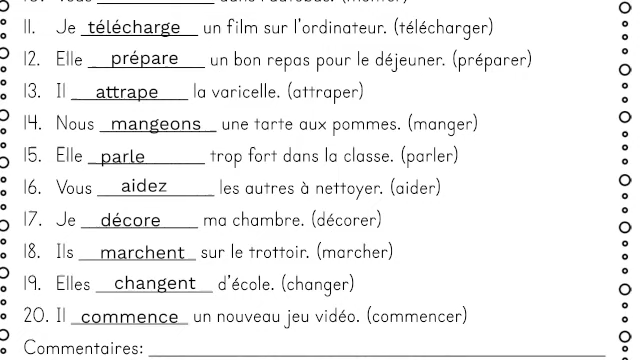 11. Je télécharge un film sur l'ordinateur. (télécharger)
12. Elle prépare un bon repas pour le déjeuner. (préparer)
13. Il attrape la varicelle. (attraper)
14. Nous mangeons une tarte aux pommes. (manger)
15. Elle parle trop fort dans la classe. (parler)
16. Vous aidez les autres à nettoyer. (aider)
17. Je décore ma chambre. (décorer)
18. Ils marchent sur le trottoir. (marcher)
19. Elles changent d'école. (changer)
20. Il commence un nouveau jeu vidéo. (commencer)
Commentaires: